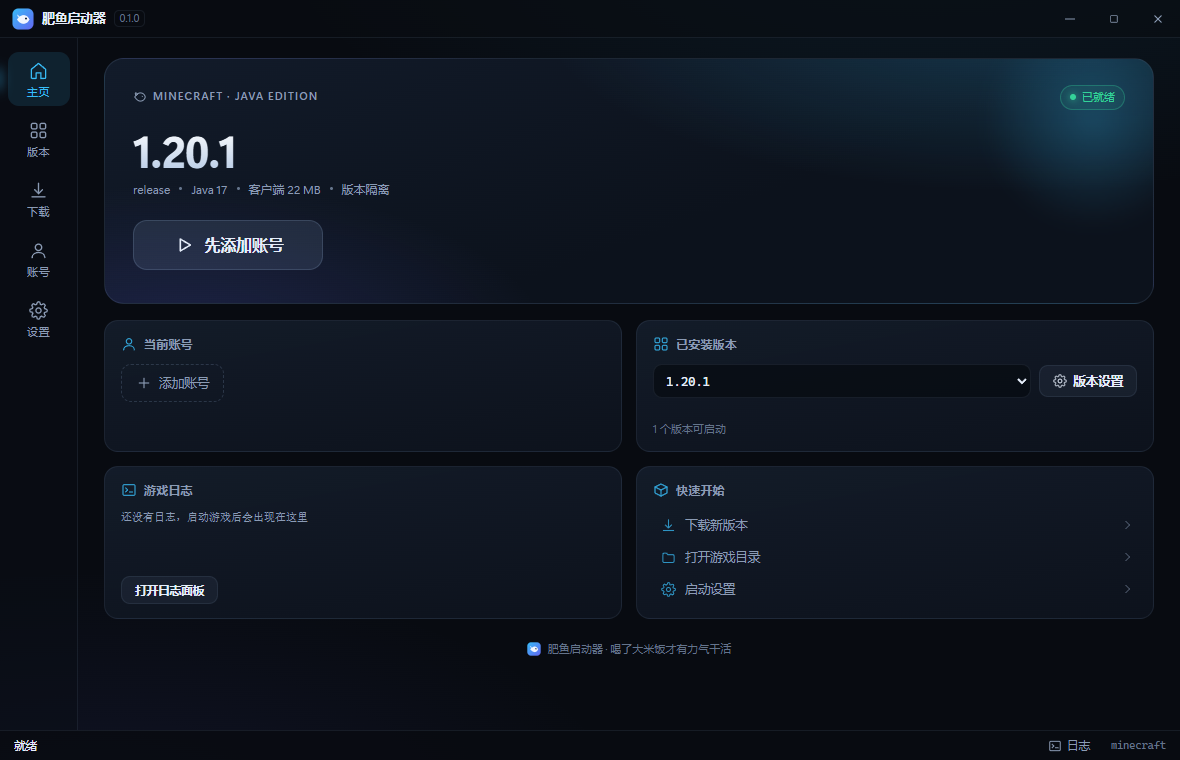 肥鱼启动器 0.1.0
主页
版本
下载
账号
设置
MINECRAFT · JAVA EDITION
已就绪
1.20.1
release • Java 17 • 客户端 22 MB • 版本隔离
先添加账号
当前账号
添加账号
已安装版本
1.20.1
版本设置
1 个版本可启动
游戏日志
还没有日志，启动游戏后会出现在这里
打开日志面板
快速开始
下载新版本
打开游戏目录
启动设置
肥鱼启动器 · 喝了大米饭才有力气干活
就绪
日志 minecraft